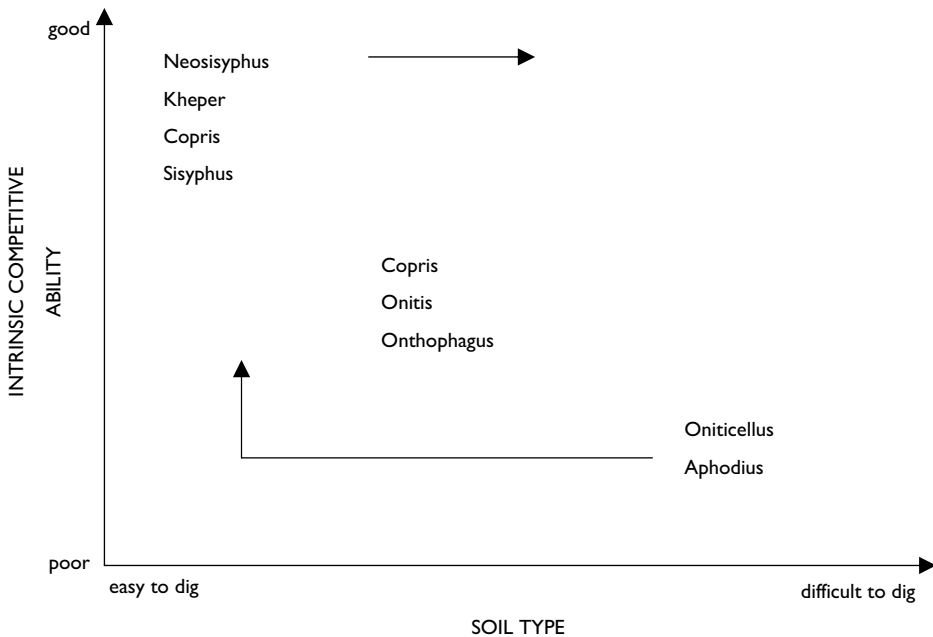 good
Neosisyphus
Kheper
Copris
Sisyphus
INTRINSIC COMPETITIVE
ABILITY
Copris
Onitis
Onthophagus
Oniticellus
Aphodius
poor
easy to dig
difficult to dig
SOIL TYPE